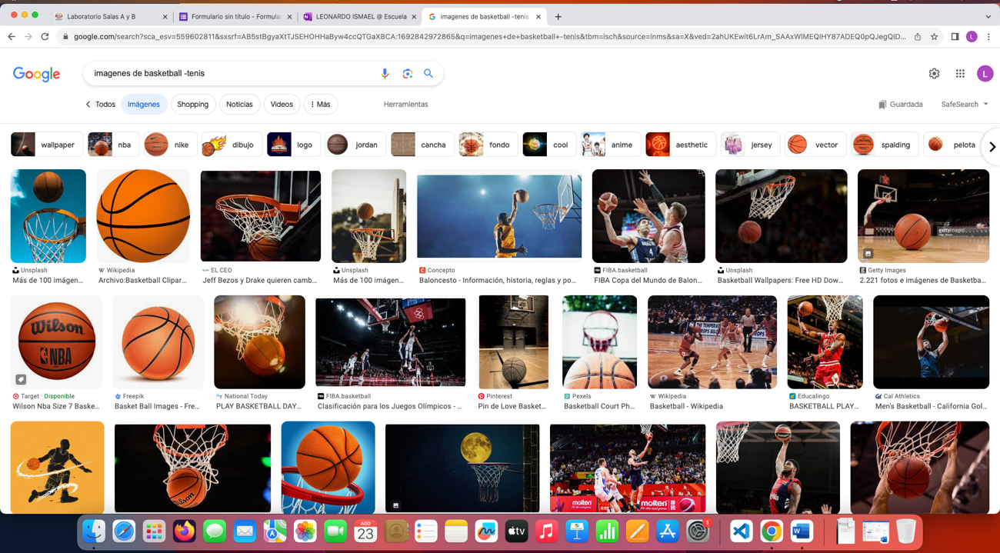 Laboratorio Salas A y B
Formulario sin título - Formular
LEONARDO ISMAEL @ Escuela
imagenes de basketball -tenis
google.com/search?sca_esv=559602811&sxsrf=AB5stBgyaXtTJSEHOHHaByw4ccQTGaXBCA:1692842972865&q=imagenes+de+basketball+-tenis&tbm=isch&source=lnms&sa=X&ved=2ahUKEwit6LrAm_SAAxWIMEQIHY87ADEQ0pQJegQID...
L
Google
imagenes de basketball -tenis
L
Todos
Imágenes
Shopping
Noticias
Videos
Más
Herramientas
Guardada
SafeSearch
wallpaper
nba
nike
dibujo
logo
jordan
cancha
fondo
cool
anime
aesthetic
jersey
vector
spalding
pelota
gettyimages
Unsplash
Más de 100 imágen...
Wikipedia
Archivo:Basketball Clipar...
EL CEO
Jeff Bezos y Drake quieren camb...
Unsplash
Más de 100 imágen...
Concepto
Baloncesto - Información, historia, reglas y po...
FIBA.basketball
FIBA Copa del Mundo de Balon...
Unsplash
Basketball Wallpapers: Free HD Dow...
Getty Images
2.221 fotos e imágenes de Basketba...
Wilson
NBA
Target · Disponible
Wilson Nba Size 7 Baske...
Freepik
Basket Ball Images - Fre...
National Today
PLAY BASKETBALL DAY...
FIBA.basketball
Clasificación para los Juegos Olímpicos - ...
Pinterest
Pin de Love Basket...
Pexels
Basketball Court Ph...
Wikipedia
Basketball - Wikipedia
Educalingo
BASKETBALL PLAY...
Cal Athletics
Men's Basketball - California Gol...
Wilson
molten
molten
AGO
23
tv
1
W